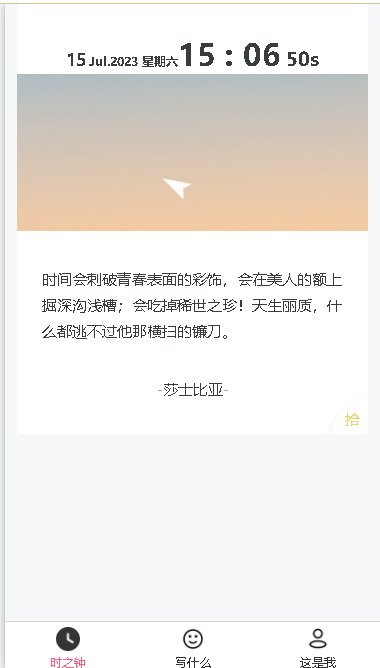 15 Jul.2023 星期六 15 : 06 50s
时间会刺破青春表面的彩饰，会在美人的额上
掘深沟浅槽；会吃掉稀世之珍！天生丽质，什
么都逃不过他那横扫的镰刀。
-莎士比亚-
拾
时之钟 写什么 这是我